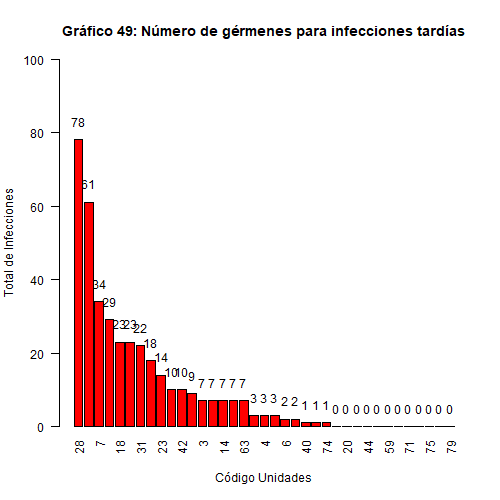 Gráfico 49: Número de gérmenes para infecciones tardías
Total de Infecciones
100
80
60
40
20
0
78
61
34
29
23 23
22
18
14
10 10
9
7 7 7 7 7
3 3 3
2 2
1 1 1
0 0 0 0 0 0 0 0 0 0 0 0
28 7 18 31 23 42 3 14 63 4 6 40 74 20 44 59 71 75 79
Código Unidades